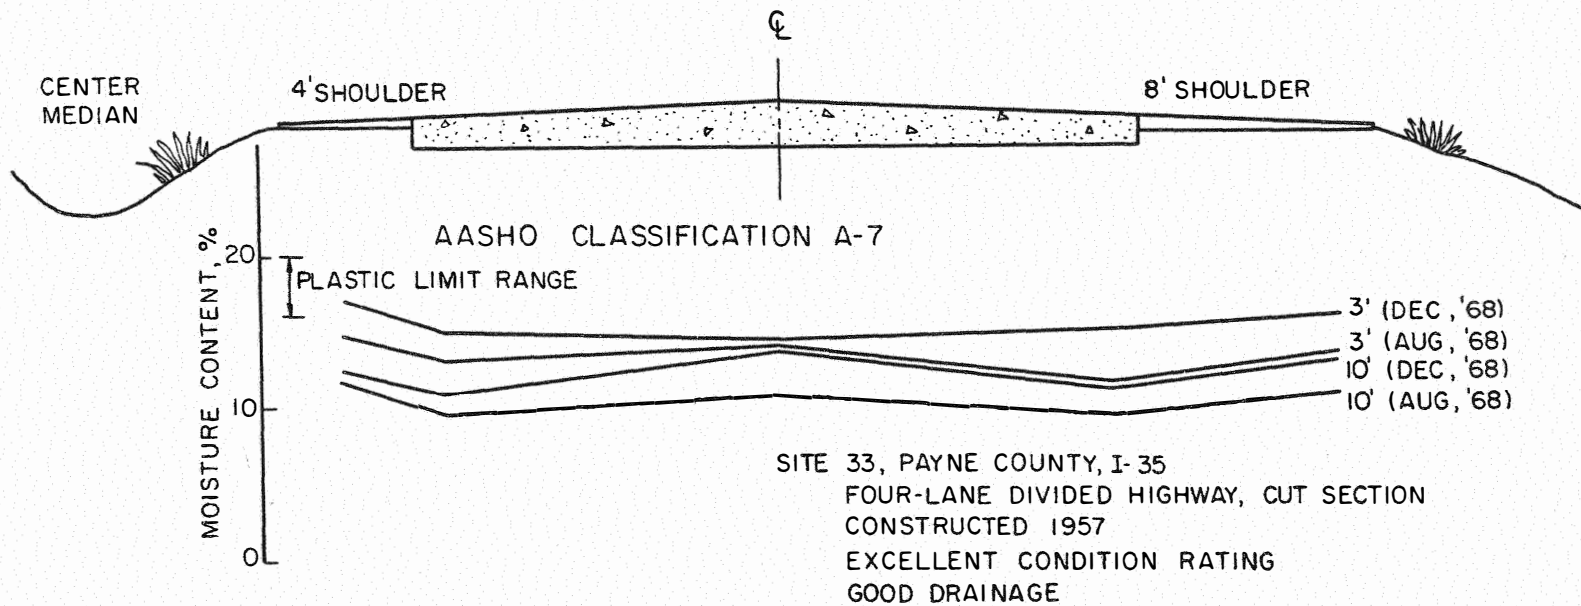 ℄
CENTER
MEDIAN
4' SHOULDER
8' SHOULDER
AASHO CLASSIFICATION A-7
MOISTURE CONTENT, %
20
10
0
PLASTIC LIMIT RANGE
3' (DEC, '68)
3' (AUG, '68)
10' (DEC, '68)
10' (AUG, '68)
SITE 33, PAYNE COUNTY, I-35
FOUR-LANE DIVIDED HIGHWAY, CUT SECTION
CONSTRUCTED 1957
EXCELLENT CONDITION RATING
GOOD DRAINAGE